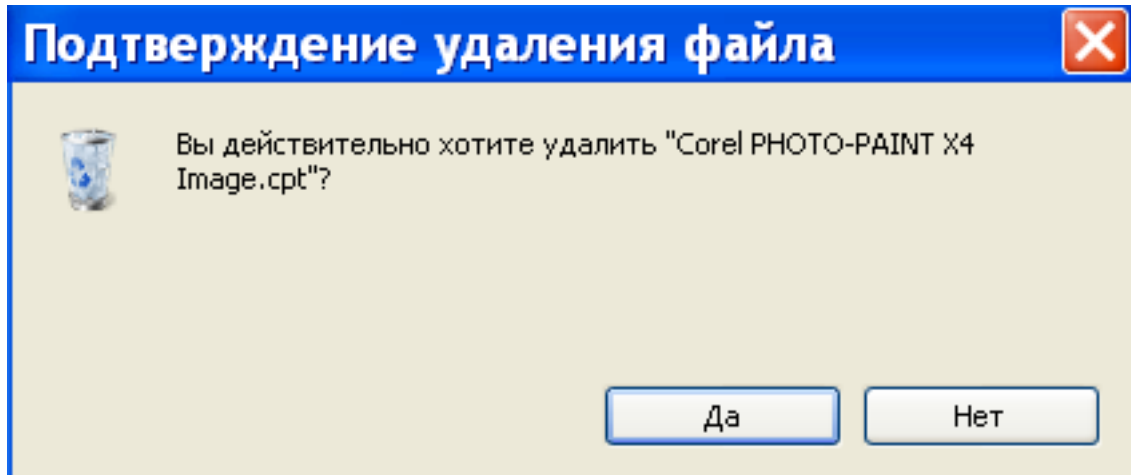 Подтверждение удаления файла
Вы действительно хотите удалить "Corel PHOTO-PAINT X4
Image.cpt"?
Да
Нет